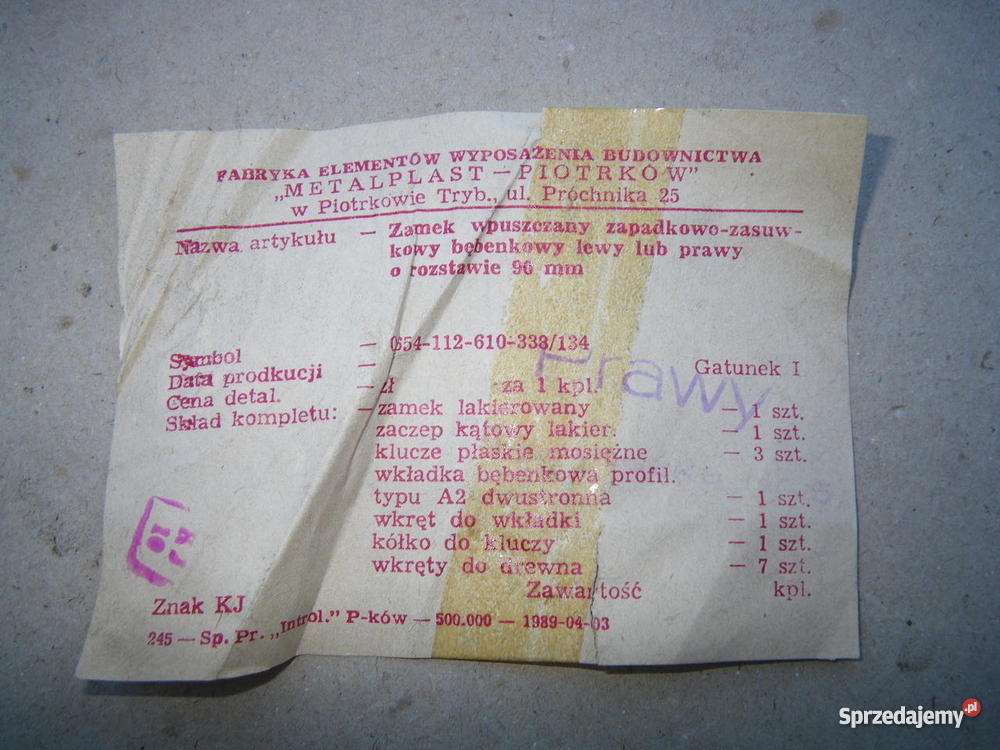 FABRYKA ELEMENTÓW WYPOSAŻENIA BUDOWNICTWA
„METALPLAST — PIOTRKÓW"
w Piotrkowie Tryb., ul. Próchnika 25
Nazwa artykułu — Zamek wpuszczany zapadkowo-zasuw-
kowy bębenkowy lewy lub prawy
o rozstawie 96 mm
Symbol — 0654-112-610-338/134
Data prodkucji — Gatunek I
Cena detal. — zł za 1 kpl.
Prawy
Skład kompletu: — zamek lakierowany — 1 szt.
zaczep kątowy lakier. — 1 szt.
klucze płaskie mosiężne — 3 szt.
wkładka bębenkowa profil.
typu A2 dwustronna — 1 szt.
wkręt do wkładki — 1 szt.
kółko do kluczy — 1 szt.
wkręty do drewna — 7 szt.
Zawartość kpl.
Znak KJ
245 — Sp. Pr. „Introl." P-ków — 500.000 — 1989-04-03
Sprzedajemy.pl